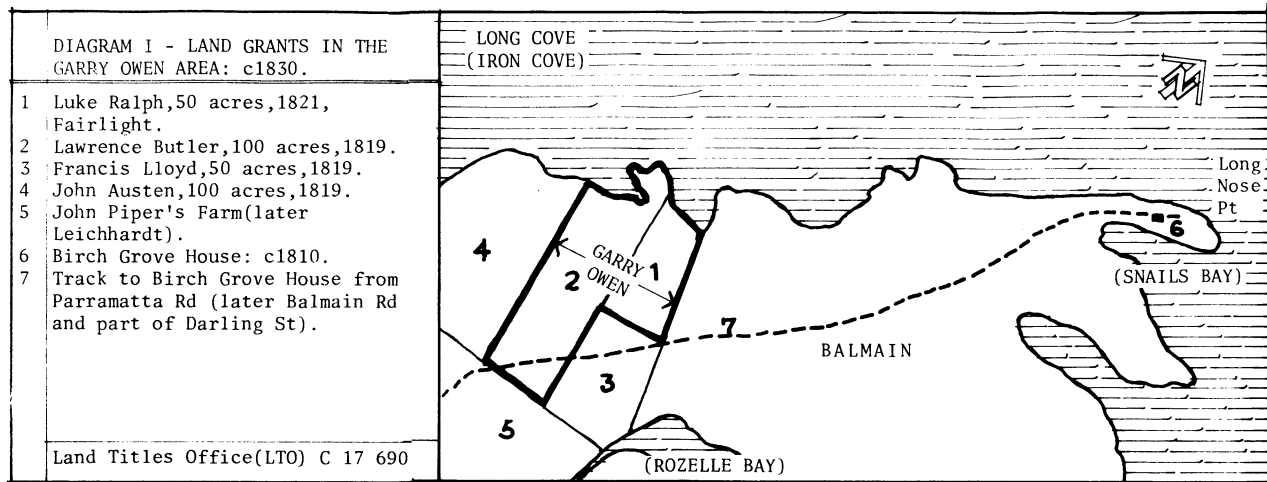 DIAGRAM I - LAND GRANTS IN THE
GARRY OWEN AREA: c1830.
1 Luke Ralph,50 acres,1821,
Fairlight.
2 Lawrence Butler,100 acres,1819.
3 Francis Lloyd,50 acres,1819.
4 John Austen,100 acres,1819.
5 John Piper's Farm(later
Leichhardt).
6 Birch Grove House: c1810.
7 Track to Birch Grove House from
Parramatta Rd (later Balmain Rd
and part of Darling St).
Land Titles Office(LTO) C 17 690
LONG COVE
(IRON COVE)
N
Long
Nose
Pt
6
(SNAILS BAY)
4
GARRY
OWEN
1
2
7
BALMAIN
3
5
(ROZELLE BAY)